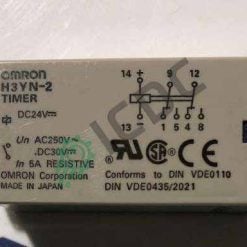 OMRON
H3YN-2
TIMER
DC24V
Un AC250V~
DC30V
In 5A RESISTIVE
OMRON Corporation
MADE IN JAPAN
14 + 9 12
13 - 1 5 4 8
Conforms to DIN VDE0110
DIN VDE0435/2021
ICDC